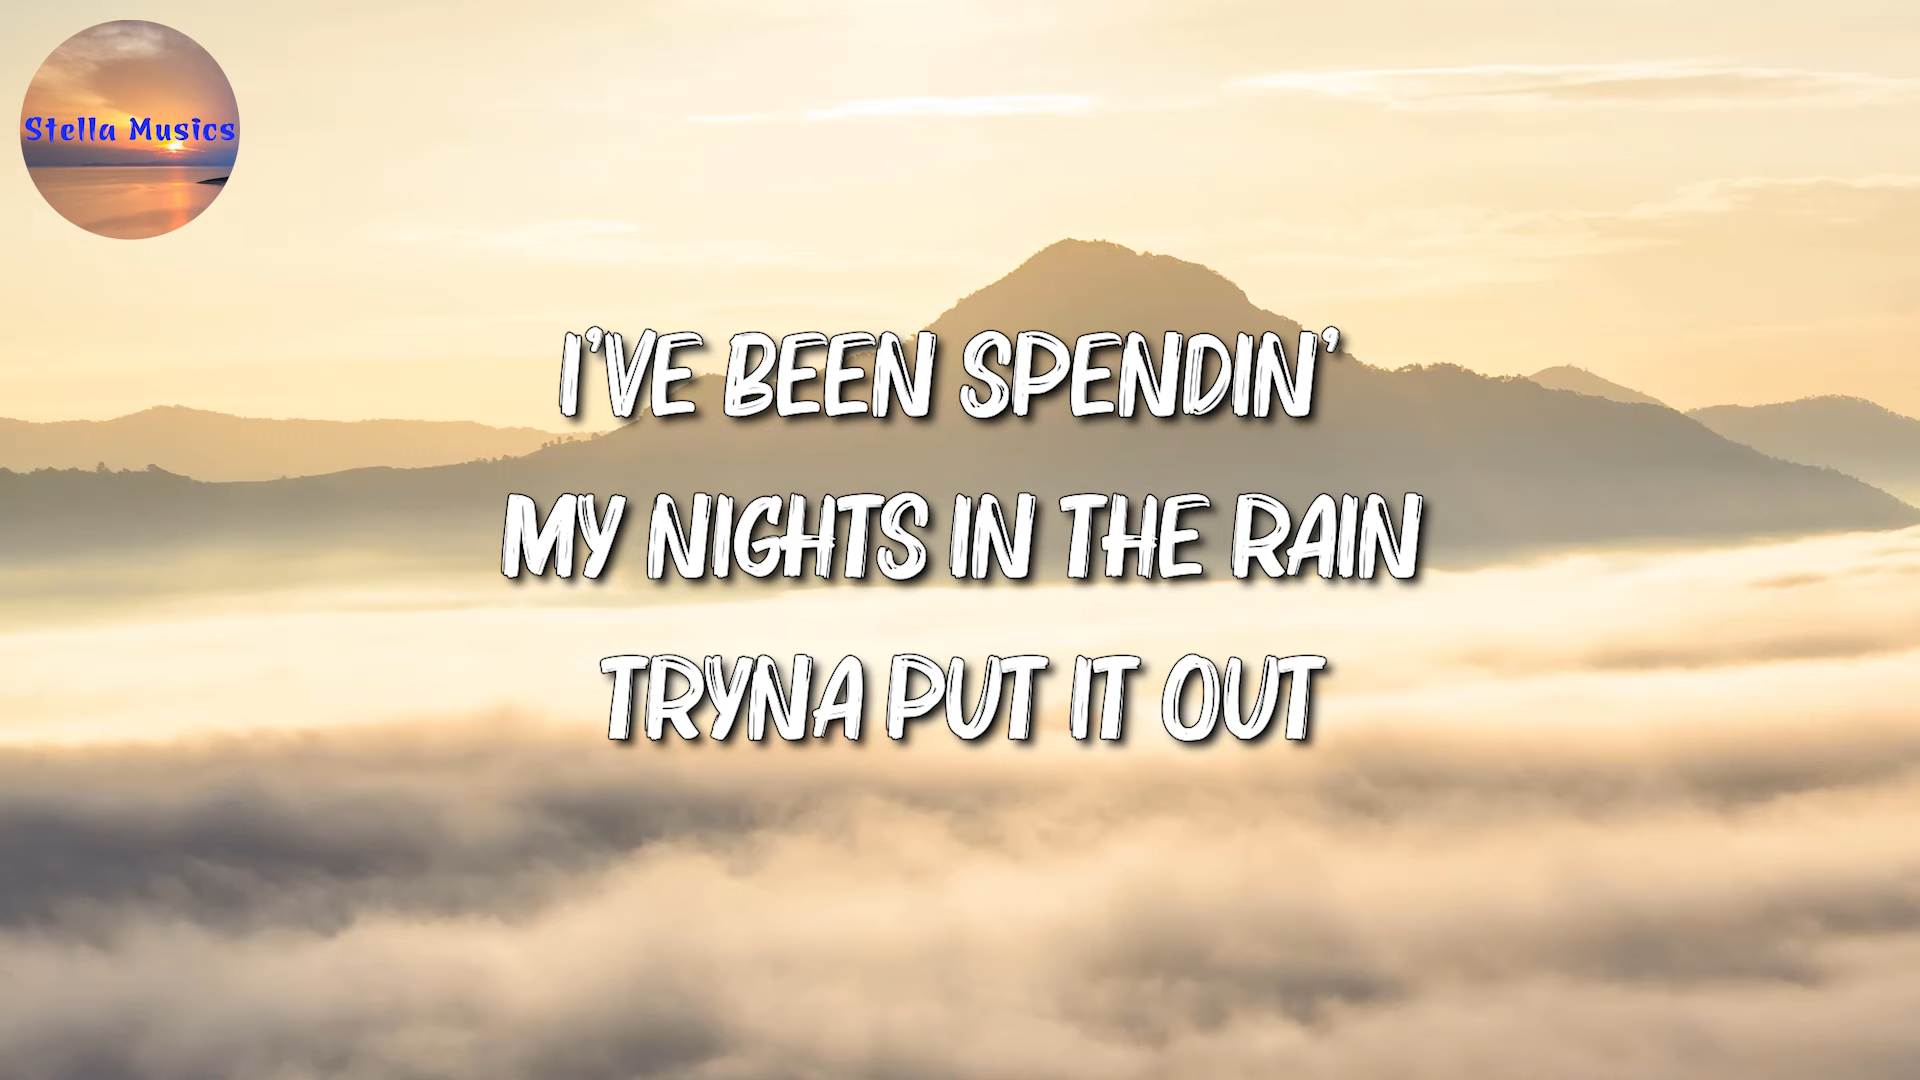 Stella Musics
I'VE BEEN SPENDIN'
MY NIGHTS IN THE RAIN
TRYNA PUT IT OUT